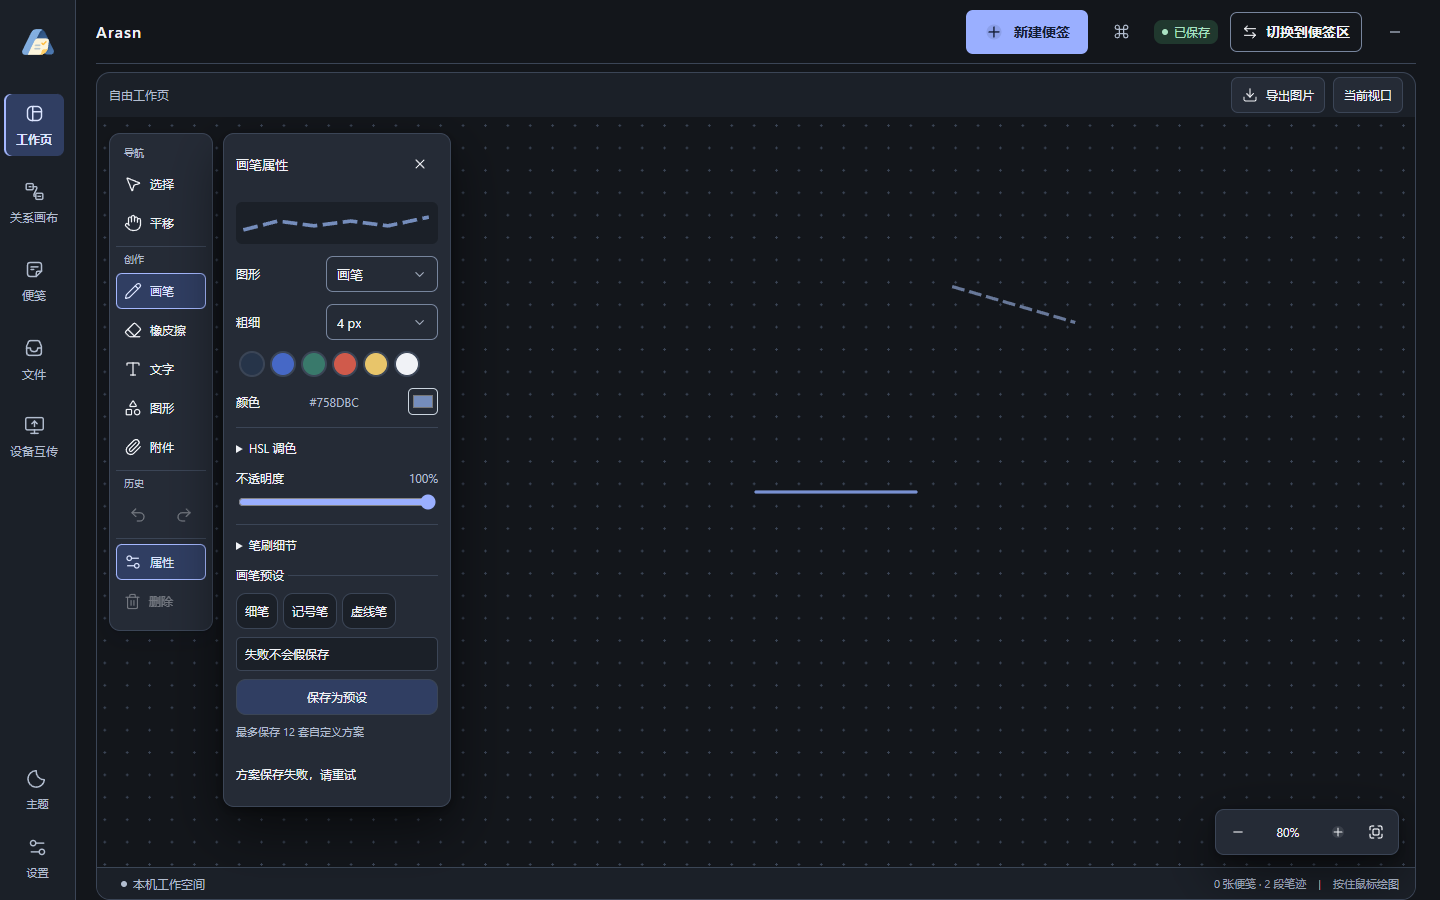 Arasn
新建便签
已保存
切换到便签区
工作页
关系画布
便笺
文件
设备互传
主题
设置
自由工作页
导出图片
当前视口
导航
选择
平移
创作
画笔
橡皮擦
文字
图形
附件
历史
属性
删除
画笔属性
图形
画笔
粗细
4 px
颜色
#758DBC
HSL 调色
不透明度
100%
笔刷细节
画笔预设
细笔
记号笔
虚线笔
失败不会假保存
保存为预设
最多保存 12 套自定义方案
方案保存失败，请重试
80%
本机工作空间
0 张便笺 · 2 段笔迹 | 按住鼠标绘图